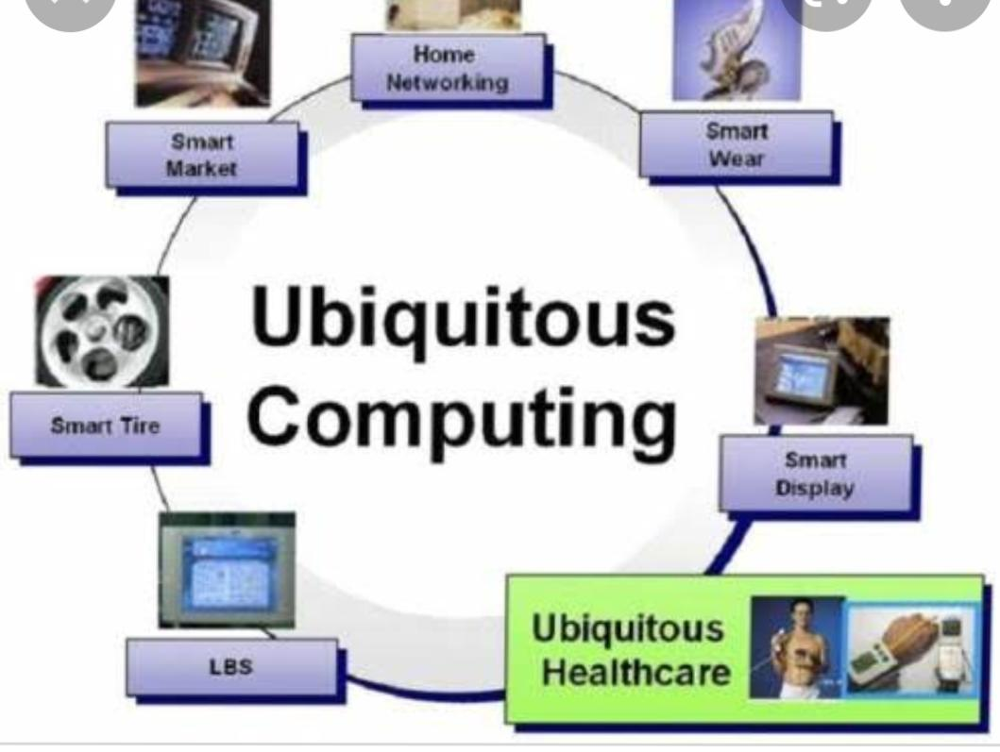 Home
Networking
Smart
Market
Smart
Wear
Ubiquitous
Computing
Smart Tire
Smart
Display
LBS
Ubiquitous
Healthcare